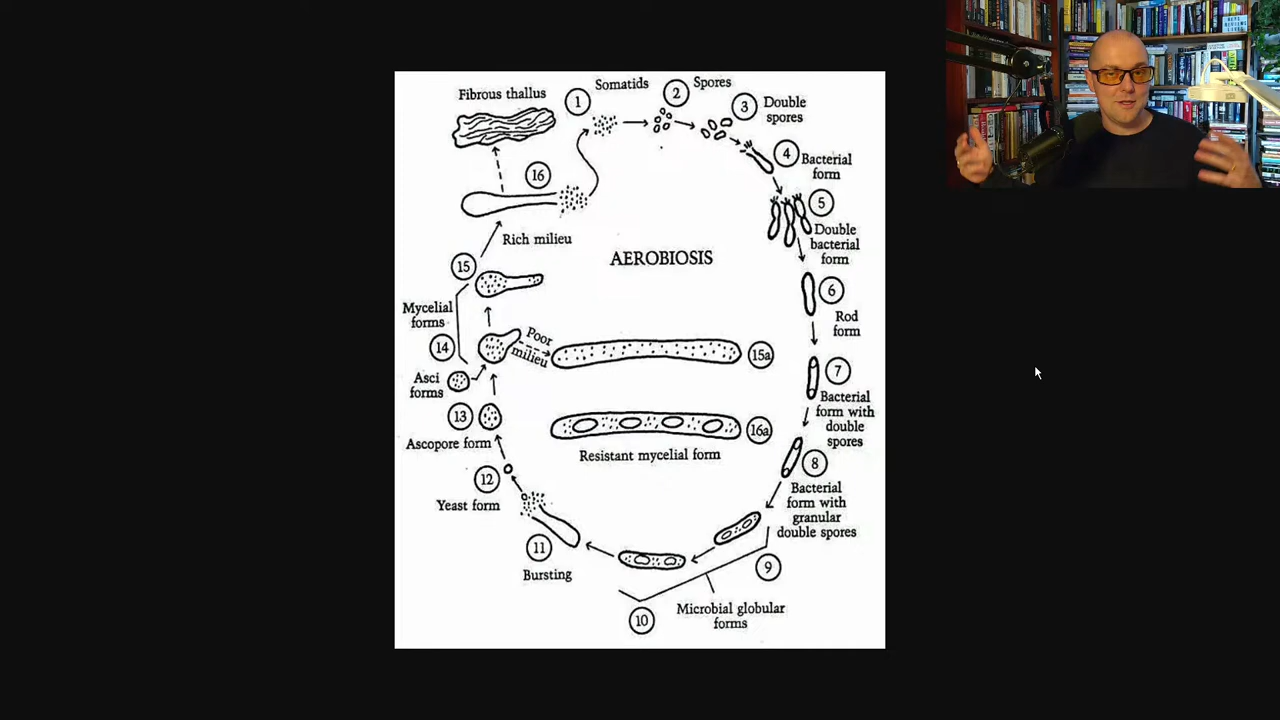 Fibrous thallus
1
Somatids
2
Spores
3
Double
spores
4
Bacterial
form
5
Double
bacterial
form
6
Rod
form
7
Bacterial
form with
double
spores
8
Bacterial
form with
granular
double spores
9
Microbial globular
forms
10
11
Bursting
12
Yeast form
13
Ascopore form
Asci
forms
14
Mycelial
forms
15
Rich milieu
16
AEROBIOSIS
Poor
milieu
15a
16a
Resistant mycelial form